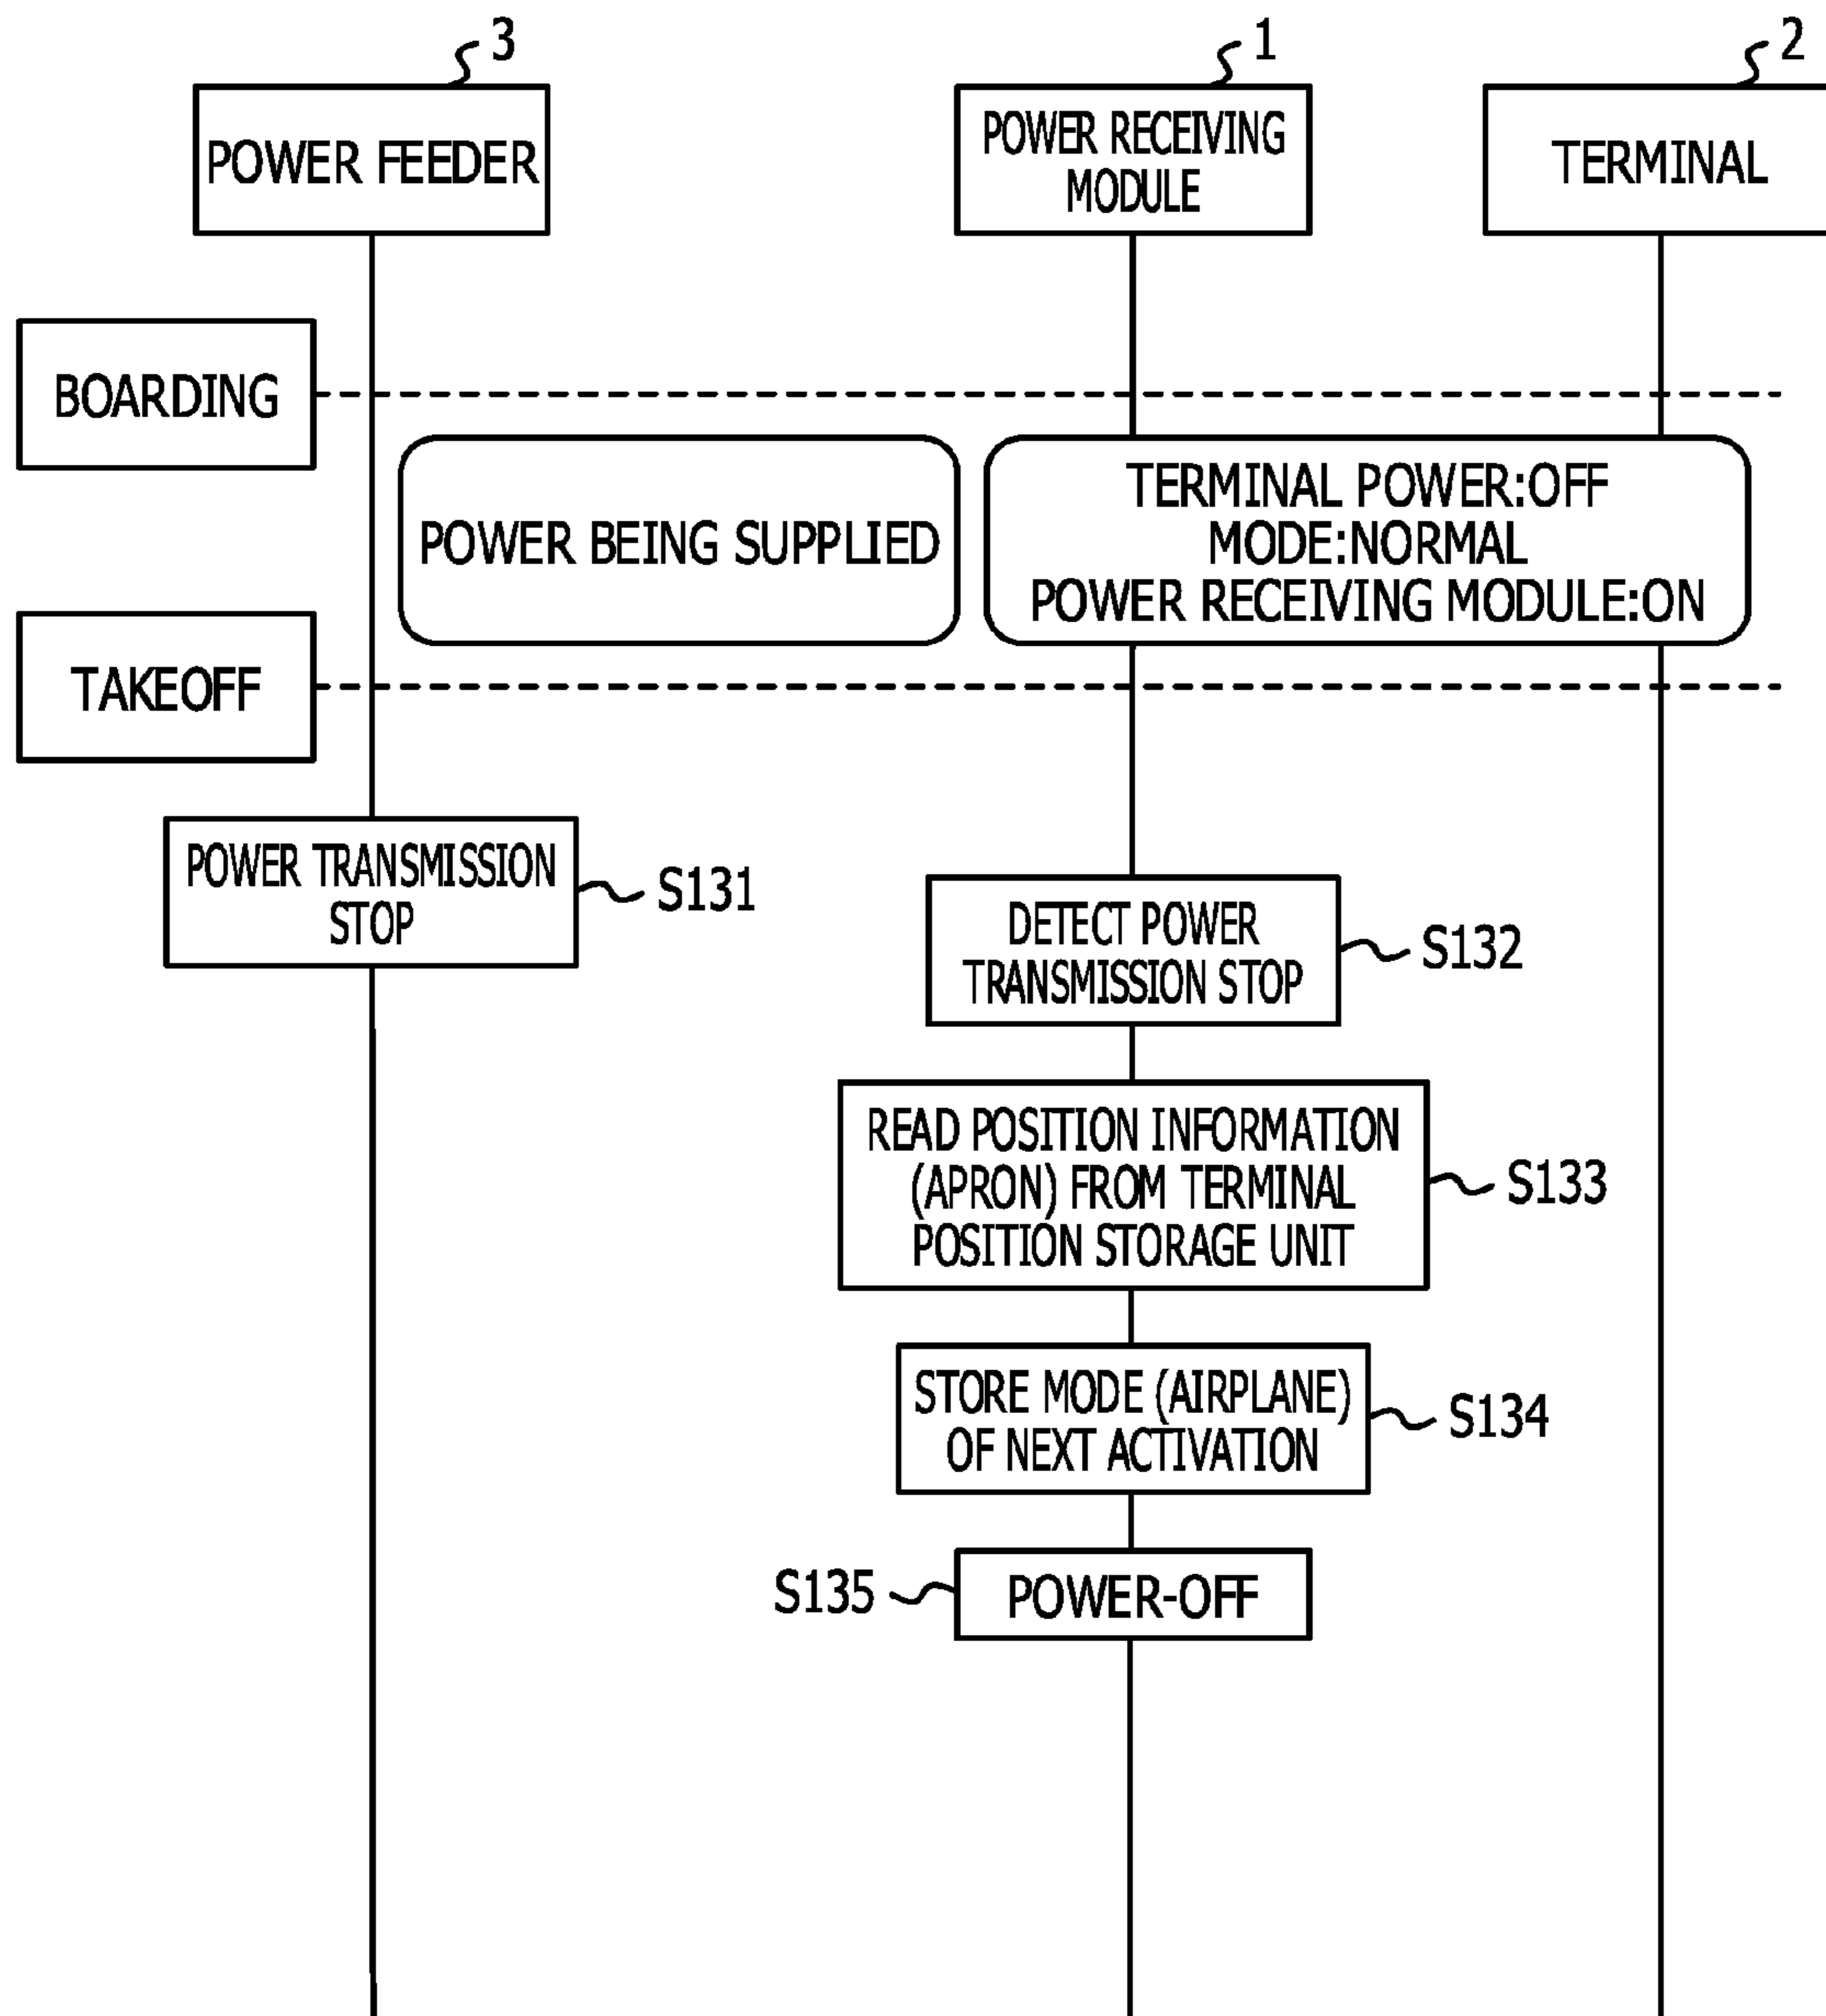 3
1
2
POWER FEEDER
POWER RECEIVING
MODULE
TERMINAL
BOARDING
POWER BEING SUPPLIED
TERMINAL POWER:OFF
MODE:NORMAL
POWER RECEIVING MODULE:ON
TAKEOFF
POWER TRANSMISSION
STOP
S131
DETECT POWER
TRANSMISSION STOP
S132
READ POSITION INFORMATION
(APRON) FROM TERMINAL
POSITION STORAGE UNIT
S133
STORE MODE (AIRPLANE)
OF NEXT ACTIVATION
S134
S135
POWER-OFF